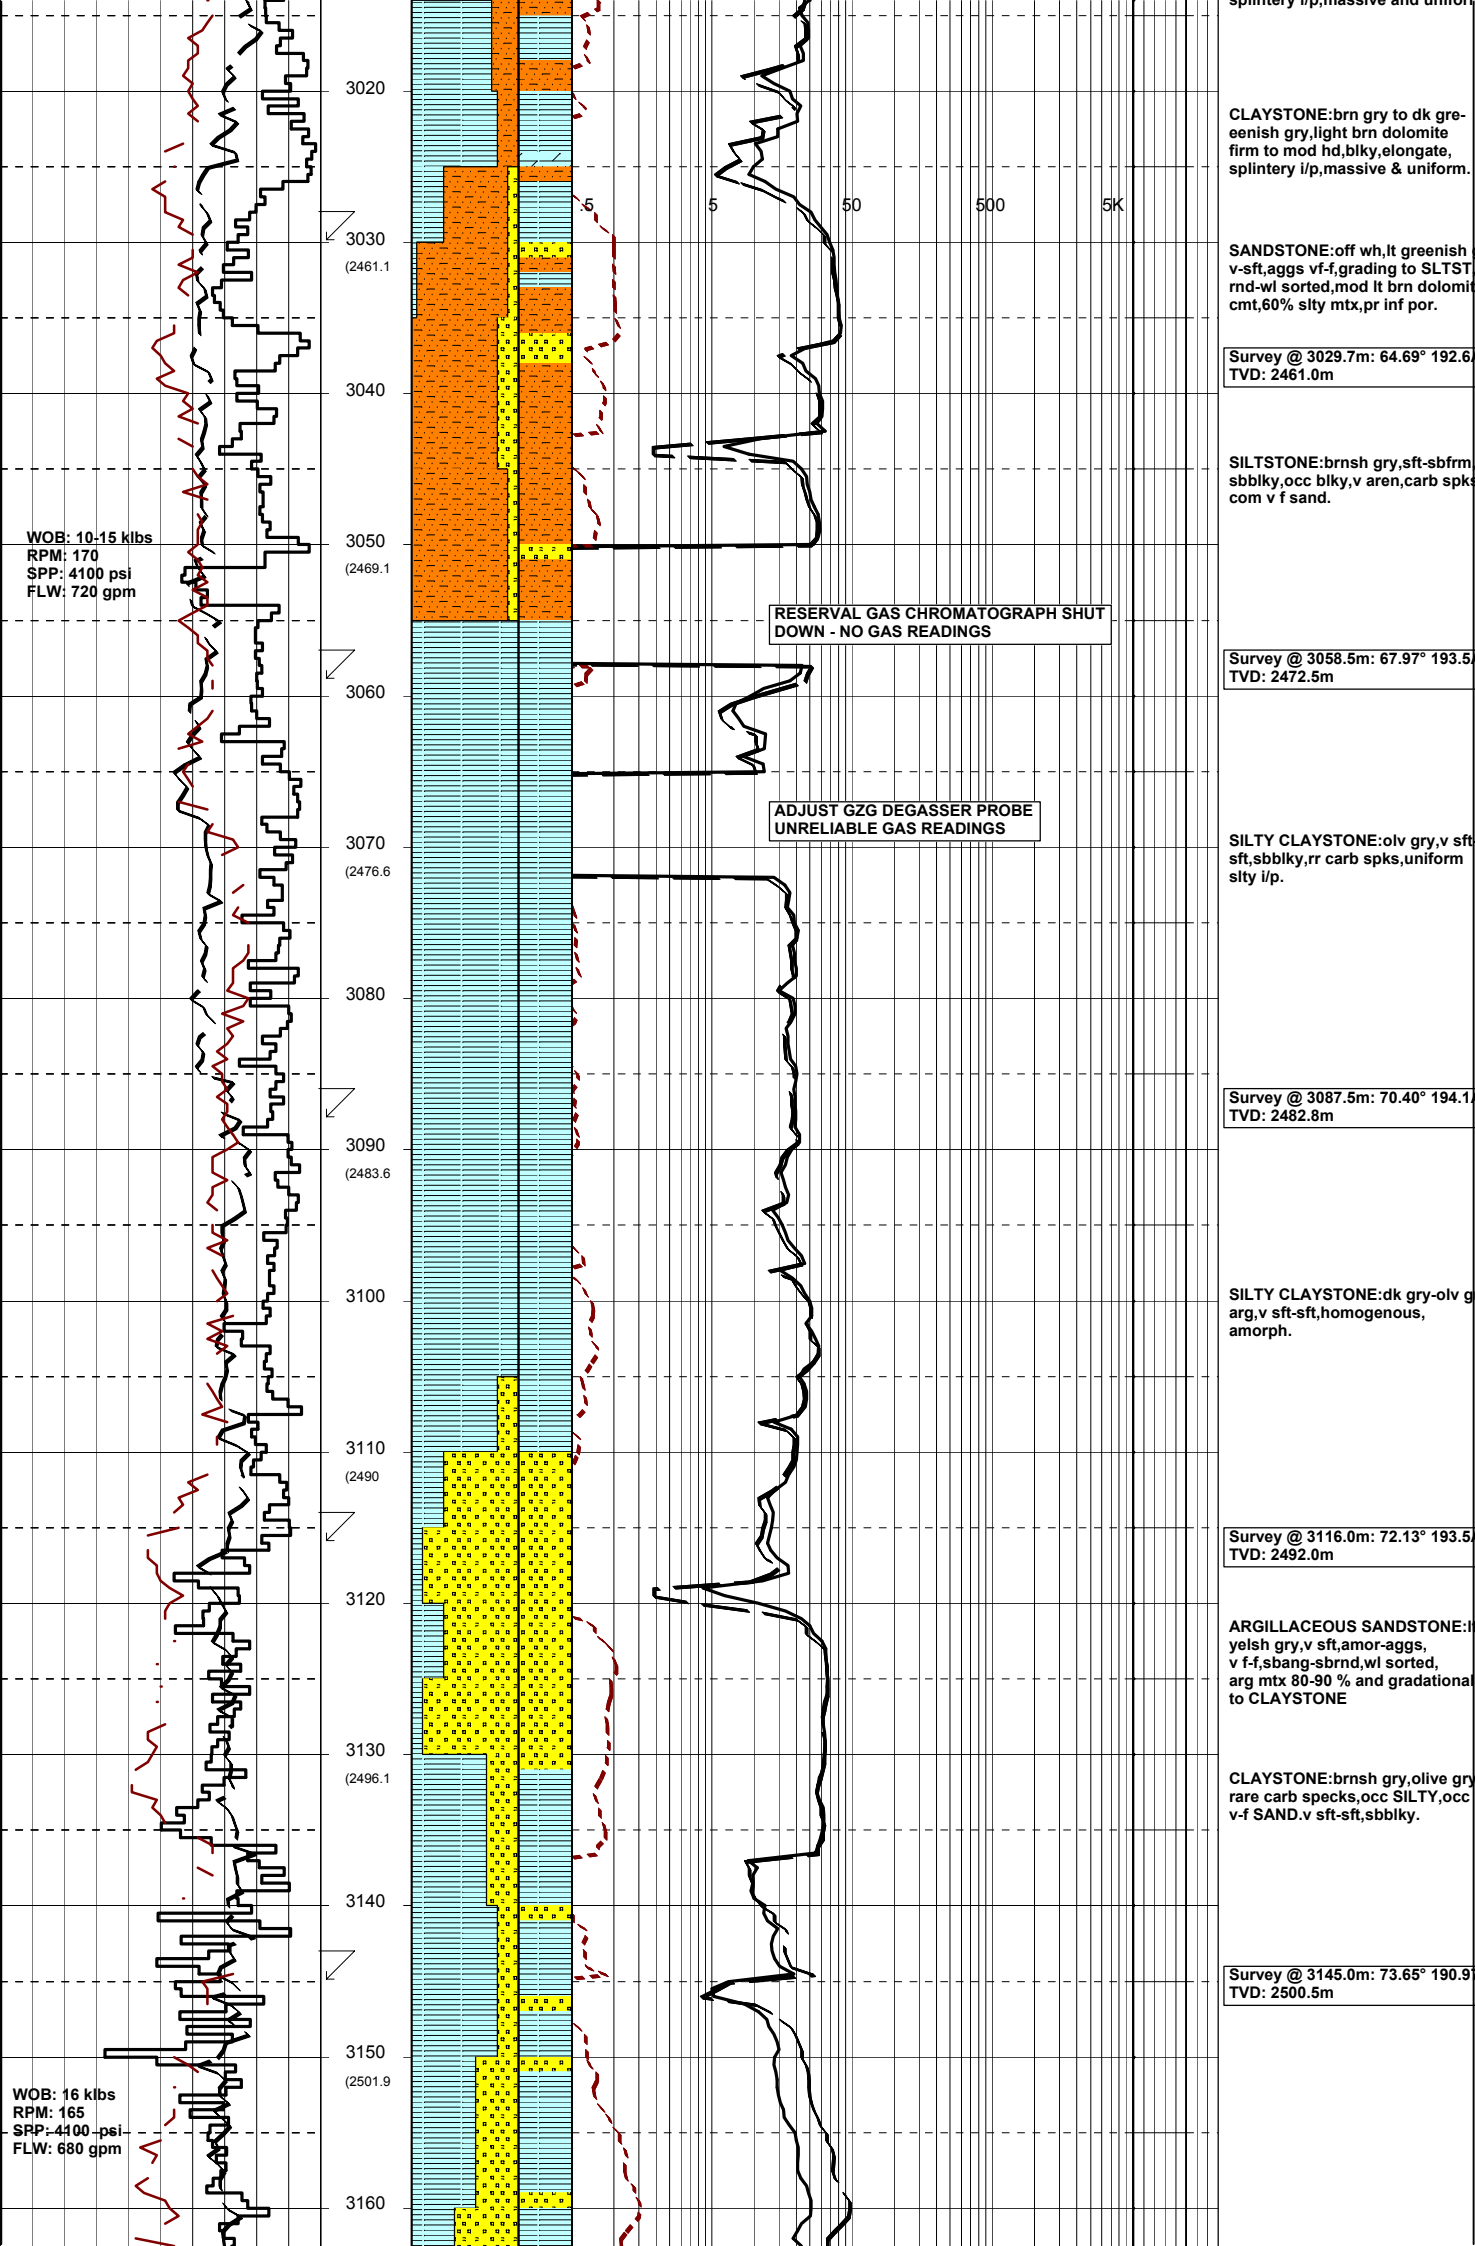 splintery i/p,massive and uniform
3020
CLAYSTONE:brn gry to dk gre-
eenish gry,light brn dolomite
firm to mod hd,blky,elongate,
splintery i/p,massive & uniform.
.5 5 50 500 5K
3030
(2461.1
SANDSTONE:off wh,lt greenish
v-sft,aggs vf-f,grading to SLTST,
rnd-wl sorted,mod lt brn dolomit
cmt,60% slty mtx,pr inf por.
Survey @ 3029.7m: 64.69° 192.6
TVD: 2461.0m
3040
SILTSTONE:brnsh gry,sft-sbfrm,
sbblky,occ blky,v aren,carb spks
com v f sand.
WOB: 10-15 klbs
RPM: 170
SPP: 4100 psi
FLW: 720 gpm
3050
(2469.1
RESERVAL GAS CHROMATOGRAPH SHUT
DOWN - NO GAS READINGS
Survey @ 3058.5m: 67.97° 193.5
TVD: 2472.5m
3060
ADJUST GZG DEGASSER PROBE
UNRELIABLE GAS READINGS
3070
(2476.6
SILTY CLAYSTONE:olv gry,v sft-
sft,sbblky,rr carb spks,uniform
slty i/p.
3080
Survey @ 3087.5m: 70.40° 194.1
TVD: 2482.8m
3090
(2483.6
3100
SILTY CLAYSTONE:dk gry-olv g
arg,v sft-sft,homogenous,
amorph.
3110
(2490
Survey @ 3116.0m: 72.13° 193.5
TVD: 2492.0m
3120
ARGILLACEOUS SANDSTONE:
yelsh gry,v sft,amor-aggs,
v f-f,sbang-sbrnd,wl sorted,
arg mtx 80-90 % and gradational
to CLAYSTONE
3130
(2496.1
CLAYSTONE:brnsh gry,olive gry
rare carb specks,occ SILTY,occ
v-f SAND.v sft-sft,sbblky.
3140
Survey @ 3145.0m: 73.65° 190.9
TVD: 2500.5m
3150
(2501.9
WOB: 16 klbs
RPM: 165
SPP: 4100 psi
FLW: 680 gpm
3160